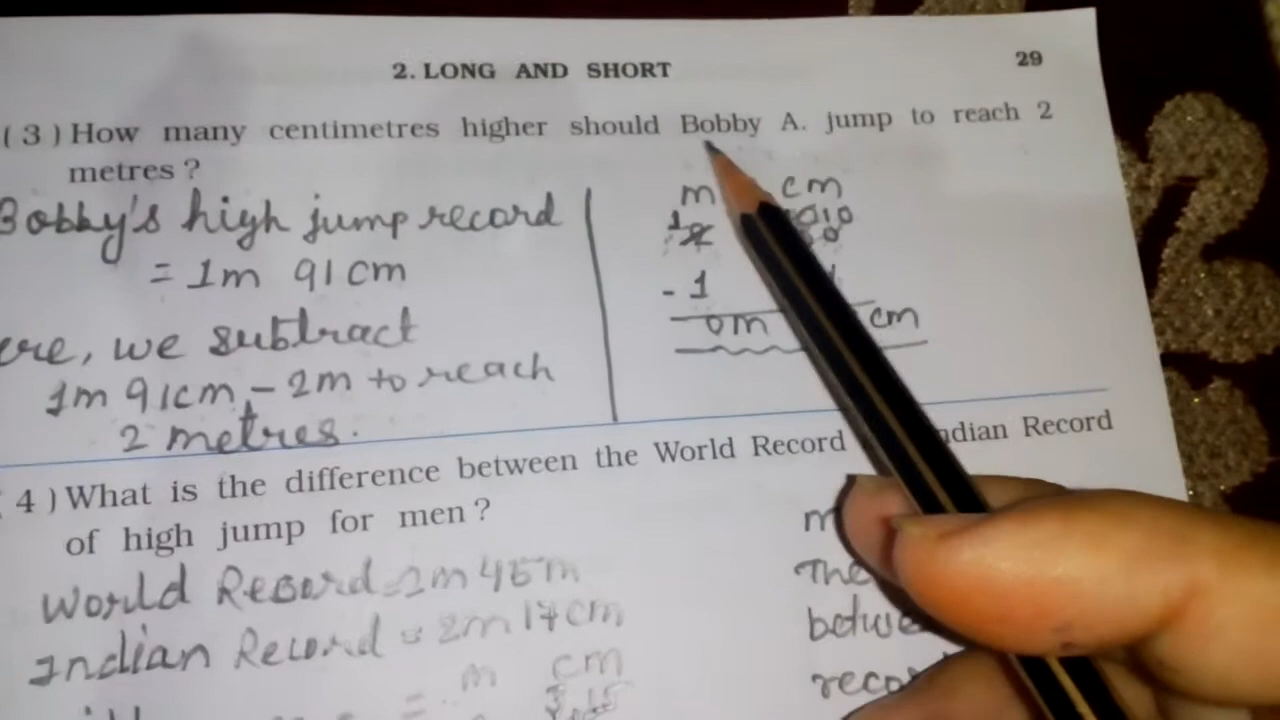 2. LONG AND SHORT
29
( 3 ) How many centimetres higher should Bobby A. jump to reach 2
metres ?
Bobby's high jump record
= 1m 91cm
ere, we subtract
1m 91cm - 2m to reach
2 metres.
m cm
- 1
0m cm
4 ) What is the difference between the World Record ndian Record
of high jump for men ?
World Record = 2m 45m
Indian Record = 2m 17cm
m cm
The
betwe
reco